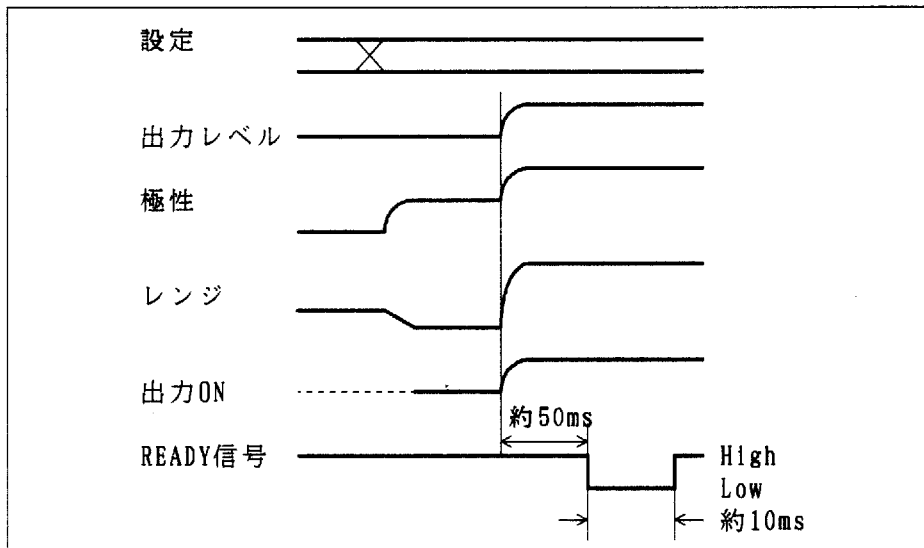 設定
出力レベル
極性
レンジ
出力ON
約50ms
READY信号
High
Low
約10ms